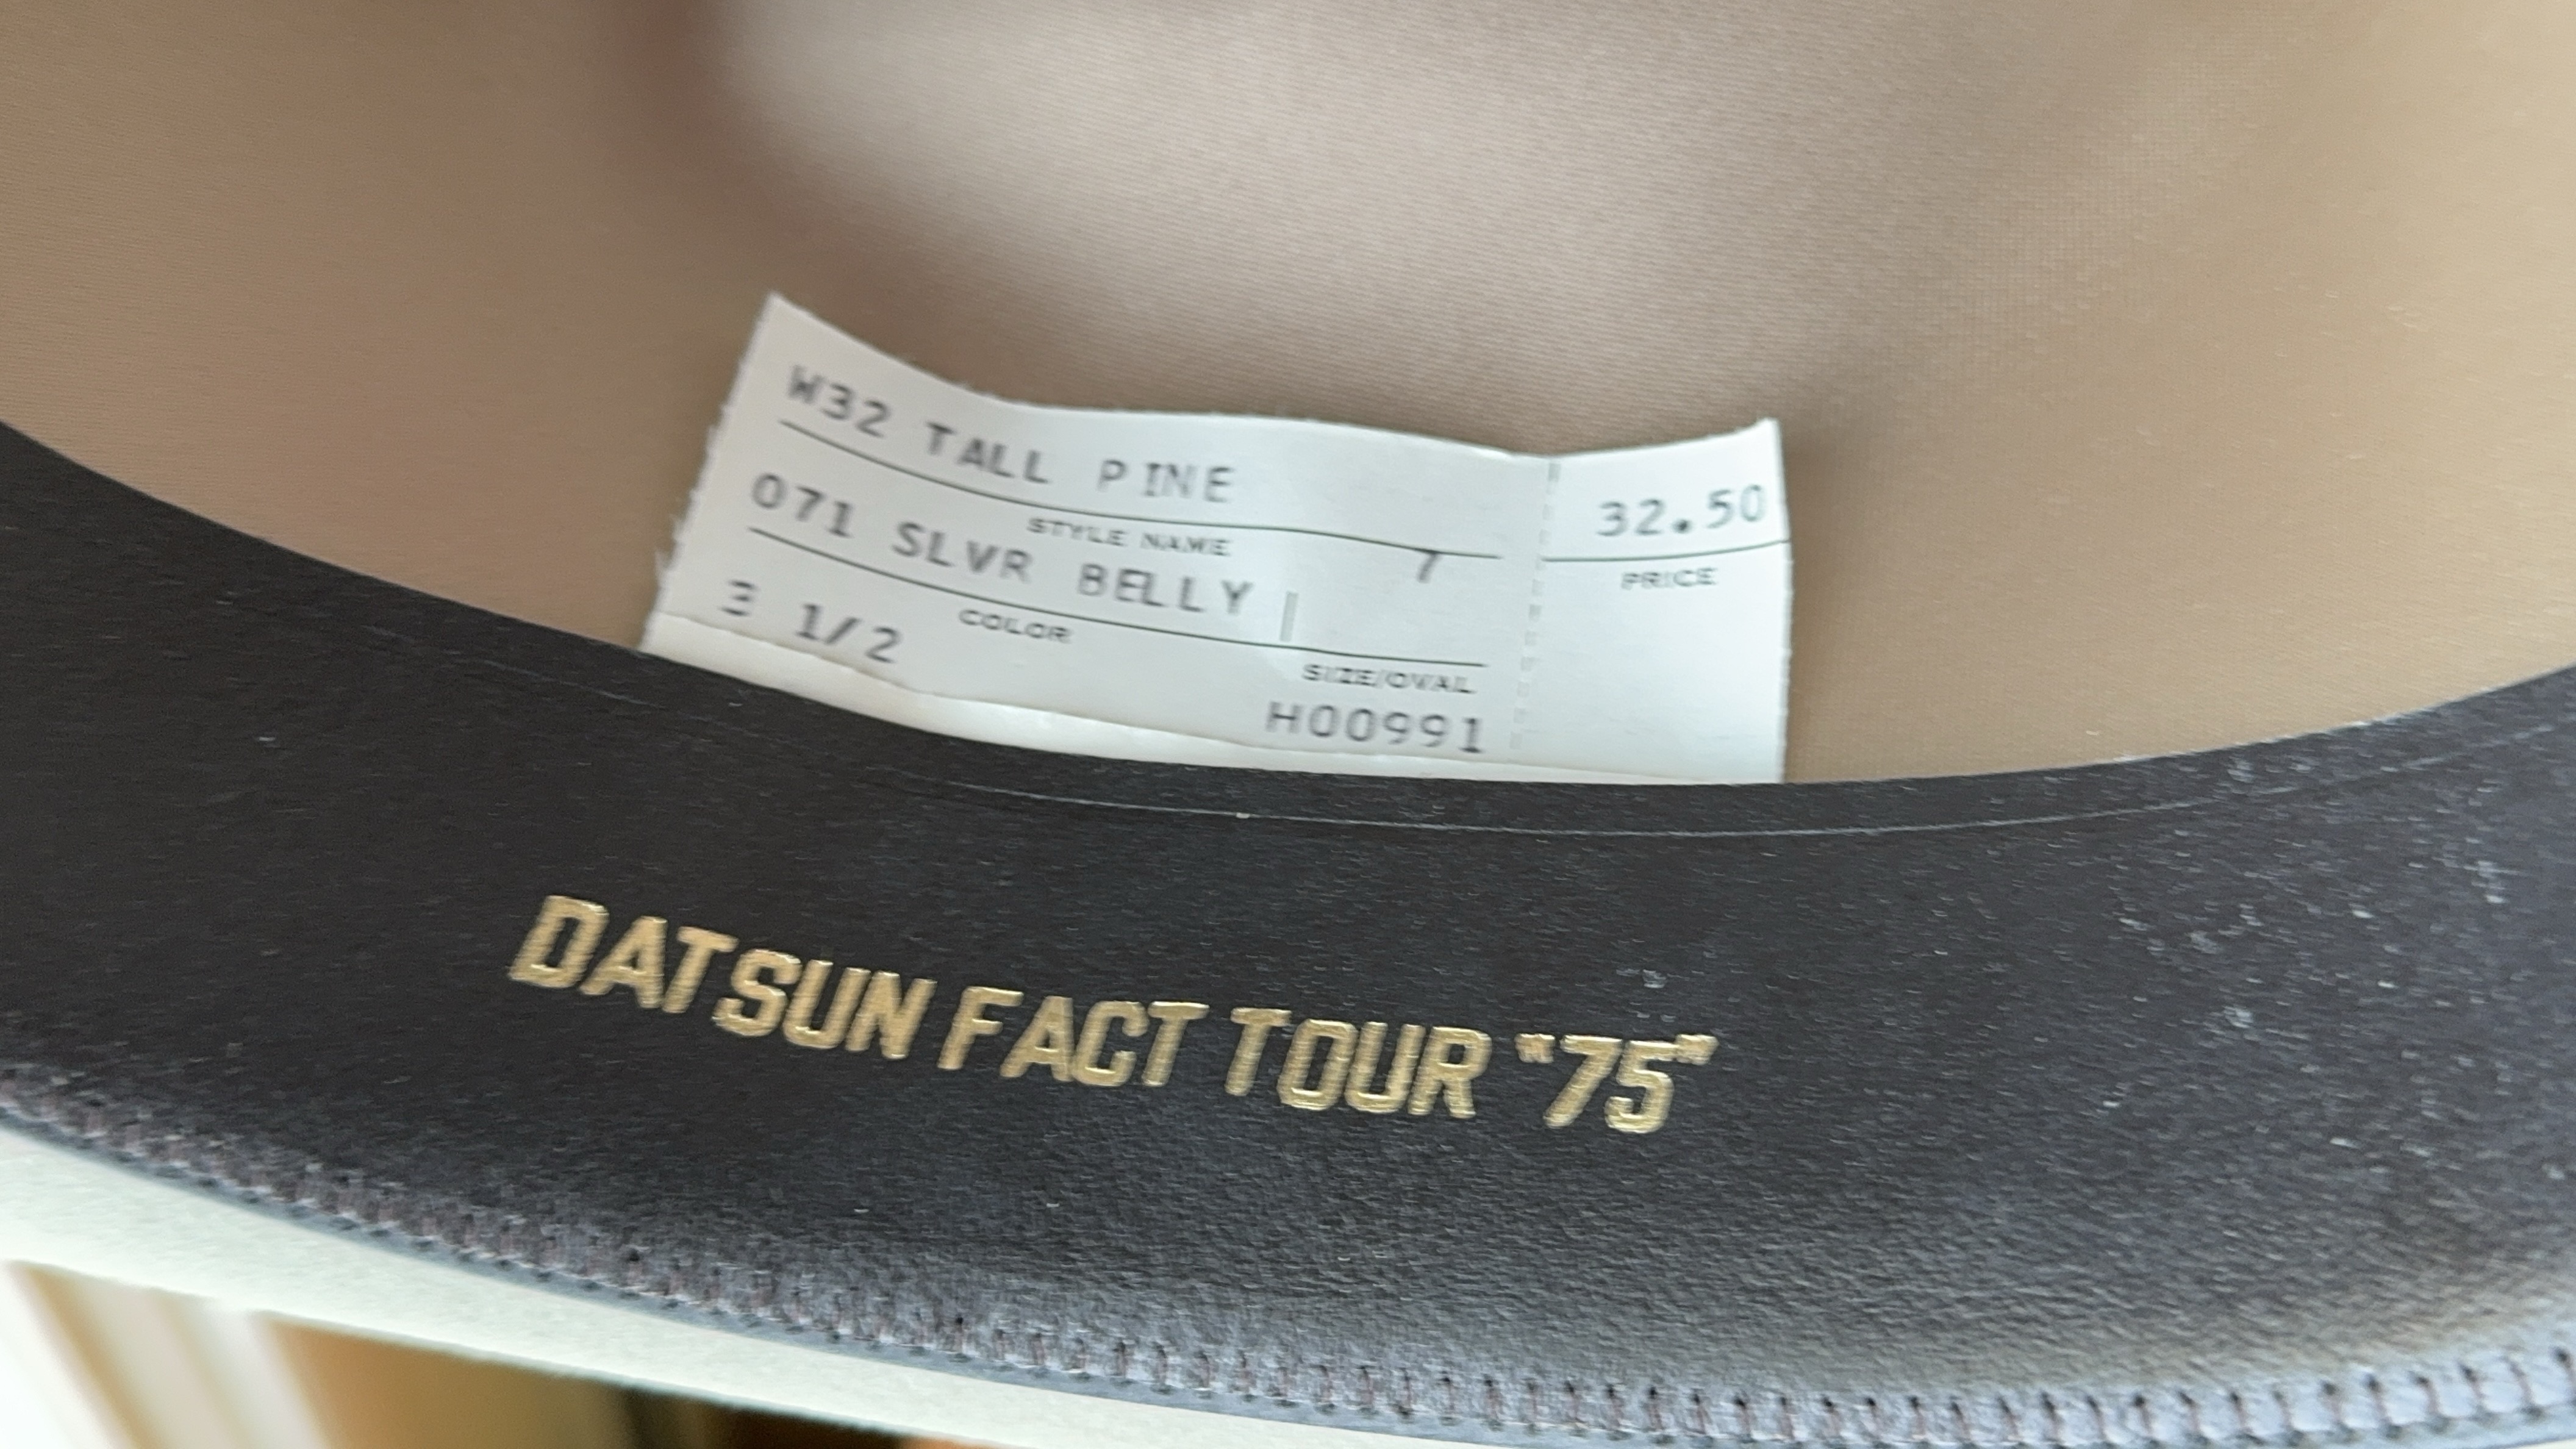 W32 TALL PINE
32.50
STYLE NAME
PRICE
071 SLVR BELLY 7
COLOR
SIZE/OVAL
3 1/2
H00991
DATSUN FACT TOUR "75"